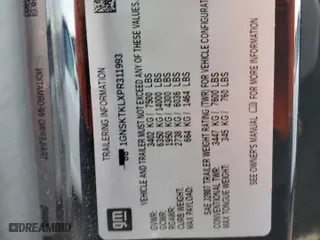 TRAILERING INFORMATION
1GNSKTKLXPR311993
VEHICLE AND TRAILER MUST NOT EXCEED ANY OF THESE VALUES.
GVWR: 3402 KG / 7500 LBS
GCWR: 6350 KG / 14000 LBS
RGAWR: 1950 KG / 4300 LBS
CURB WEIGHT: 2738 KG / 6036 LBS
MAX PAYLOAD: 664 KG / 1464 LBS
SAE J2807 TRAILER WEIGHT RATING (TWR) FOR VEHICLE CONFIGURAT
CONVENTIONAL TWR: 3447 KG / 7600 LBS
MAX TONGUE WEIGHT: 345 KG / 760 LBS
SEE OWNER'S MANUAL FOR MORE INFORMATION
gm
DREAMBID